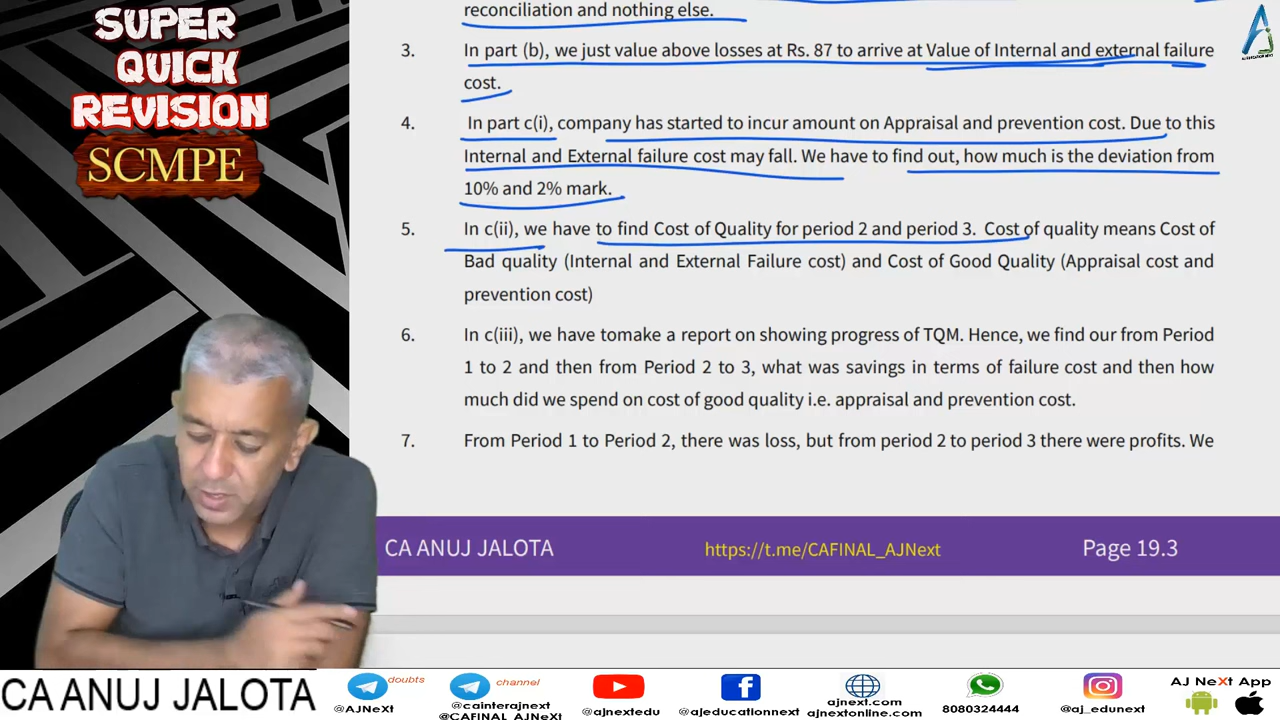 SUPER
QUICK
REVISION
SCMPE
reconciliation and nothing else.
3. In part (b), we just value above losses at Rs. 87 to arrive at Value of Internal and external failure
cost.
4. In part c(i), company has started to incur amount on Appraisal and prevention cost. Due to this
Internal and External failure cost may fall. We have to find out, how much is the deviation from
10% and 2% mark.
5. In c(ii), we have to find Cost of Quality for period 2 and period 3. Cost of quality means Cost of
Bad quality (Internal and External Failure cost) and Cost of Good Quality (Appraisal cost and
prevention cost)
6. In c(iii), we have tomake a report on showing progress of TQM. Hence, we find our from Period
1 to 2 and then from Period 2 to 3, what was savings in terms of failure cost and then how
much did we spend on cost of good quality i.e. appraisal and prevention cost.
7. From Period 1 to Period 2, there was loss, but from period 2 to period 3 there were profits. We
CA ANUJ JALOTA https://t.me/CAFINAL_AJNext Page 19.3
CA ANUJ JALOTA
doubts
@AJNeXt
channel
@cainterajnext
@CAFINAL_AJNext
@ajnextedu
@ajeducationnext
ajnext.com
ajnextonline.com
8080324444
@aj_edunext
AJ NeXt App